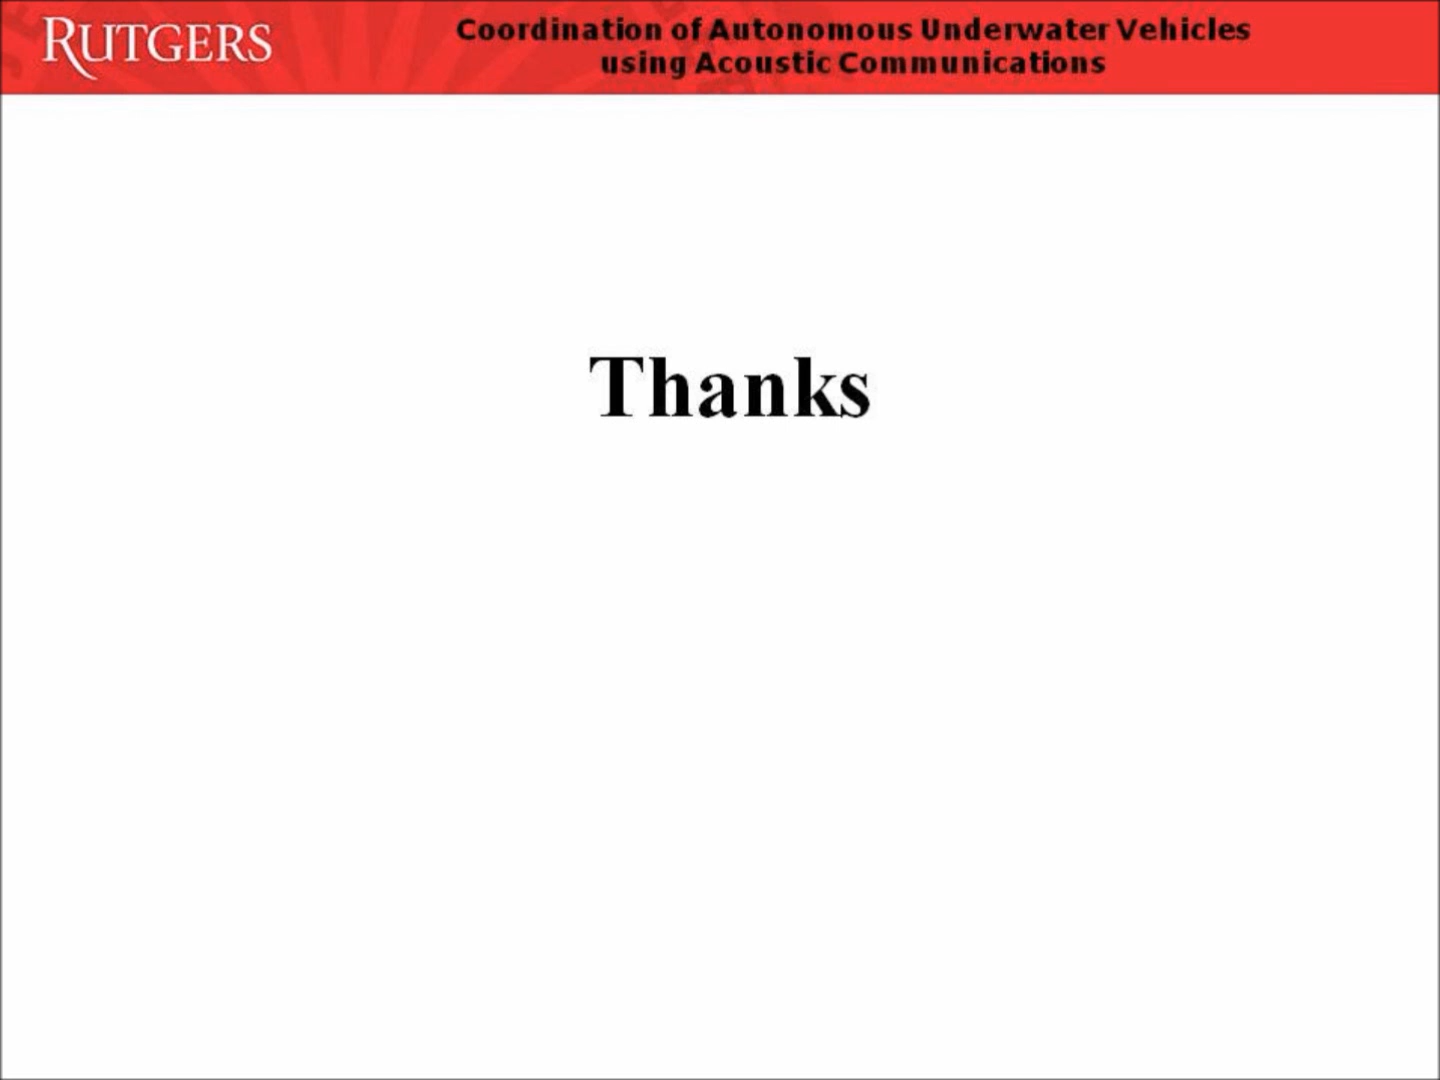 RUTGERS
Coordination of Autonomous Underwater Vehicles
using Acoustic Communications
Thanks